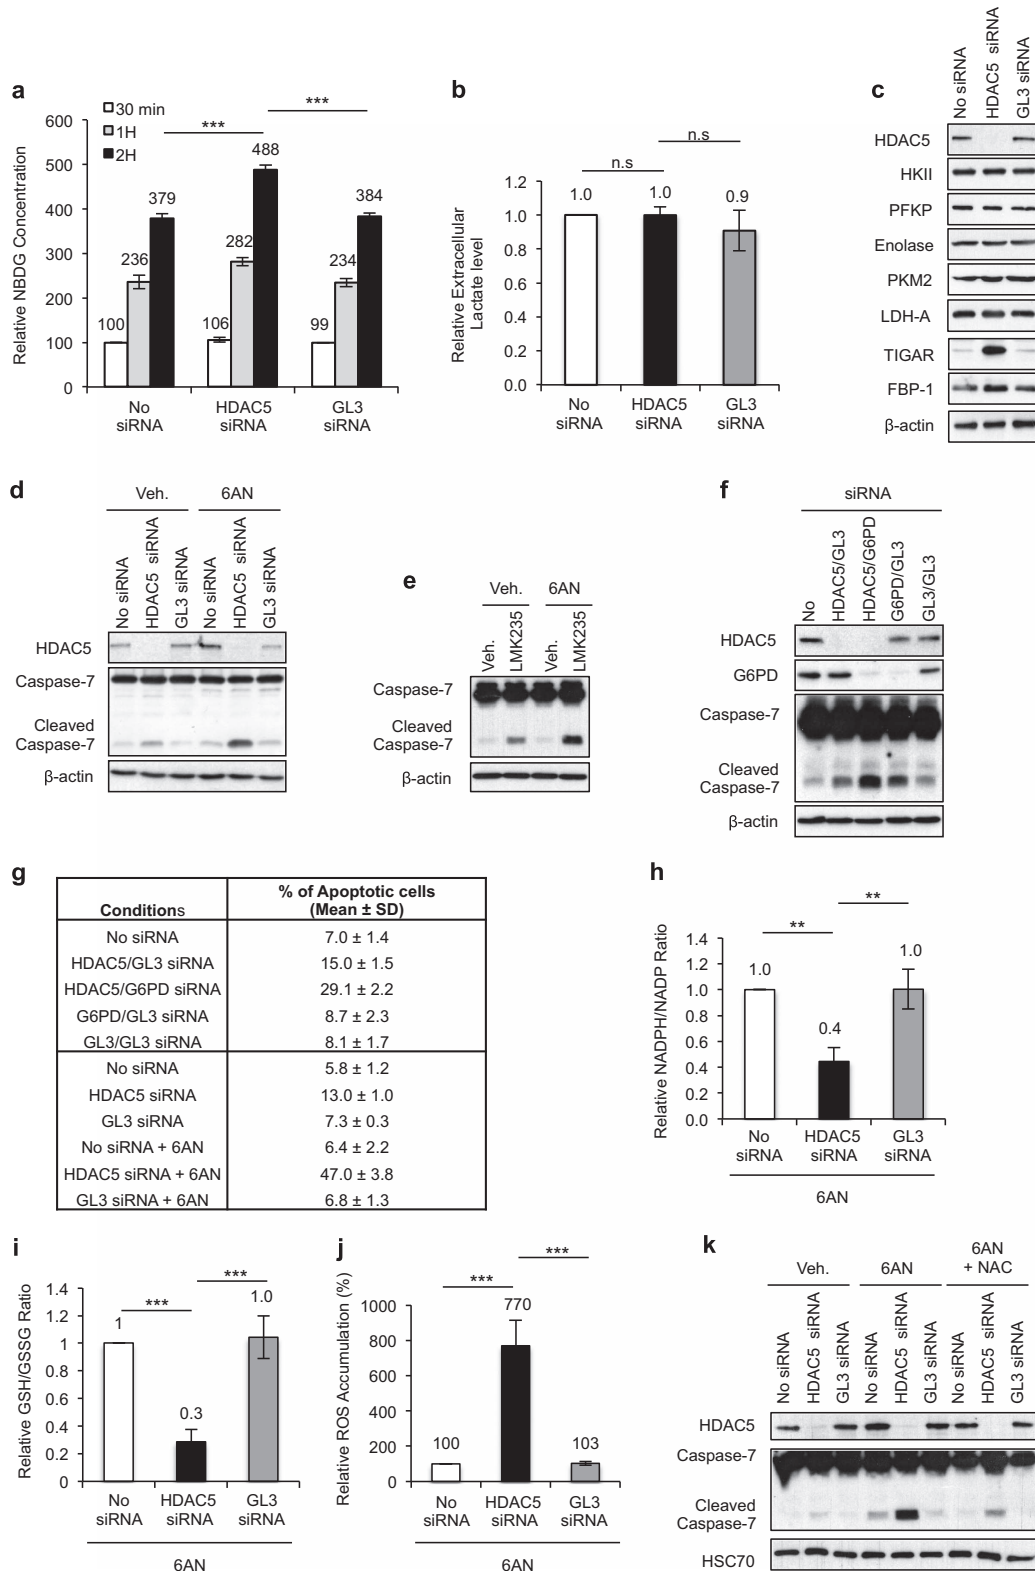 a
30 min
1H
2H
***
***
Relative NBDG Concentration
600
500
400
300
200
100
0
100
236
379
106
282
488
99
234
384
No siRNA
HDAC5 siRNA
GL3 siRNA
b
n.s
n.s
Relative Extracellular Lactate level
1.2
1.0
0.8
0.6
0.4
0.2
0.0
1.0
1.0
0.9
No siRNA
HDAC5 siRNA
GL3 siRNA
c
No siRNA
HDAC5 siRNA
GL3 siRNA
HDAC5
HKII
PFKP
Enolase
PKM2
LDH-A
TIGAR
FBP-1
β-actin
d
Veh. 6AN
No siRNA
HDAC5 siRNA
GL3 siRNA
No siRNA
HDAC5 siRNA
GL3 siRNA
HDAC5
Caspase-7
Cleaved
Caspase-7
β-actin
e
Veh. 6AN
Veh.
LMK235
Veh.
LMK235
Caspase-7
Cleaved
Caspase-7
β-actin
f
siRNA
No
HDAC5/GL3
HDAC5/G6PD
G6PD/GL3
GL3/GL3
HDAC5
G6PD
Caspase-7
Cleaved
Caspase-7
β-actin
g
Conditions % of Apoptotic cells (Mean ± SD)
No siRNA 7.0 ± 1.4
HDAC5/GL3 siRNA 15.0 ± 1.5
HDAC5/G6PD siRNA 29.1 ± 2.2
G6PD/GL3 siRNA 8.7 ± 2.3
GL3/GL3 siRNA 8.1 ± 1.7
No siRNA 5.8 ± 1.2
HDAC5 siRNA 13.0 ± 1.0
GL3 siRNA 7.3 ± 0.3
No siRNA + 6AN 6.4 ± 2.2
HDAC5 siRNA + 6AN 47.0 ± 3.8
GL3 siRNA + 6AN 6.8 ± 1.3
h
**
**
Relative NADPH/NADP Ratio
1.4
1.2
1.0
0.8
0.6
0.4
0.2
0.0
1.0
0.4
1.0
No siRNA
HDAC5 siRNA
GL3 siRNA
6AN
i
***
***
Relative GSH/GSSG Ratio
1.4
1.2
1
0.8
0.6
0.4
0.2
0
1
0.3
1.0
No siRNA
HDAC5 siRNA
GL3 siRNA
6AN
j
***
***
Relative ROS Accumulation (%)
1000
800
600
400
200
0
100
770
103
No siRNA
HDAC5 siRNA
GL3 siRNA
6AN
k
Veh. 6AN 6AN + NAC
No siRNA
HDAC5 siRNA
GL3 siRNA
No siRNA
HDAC5 siRNA
GL3 siRNA
No siRNA
HDAC5 siRNA
GL3 siRNA
HDAC5
Caspase-7
Cleaved
Caspase-7
HSC70